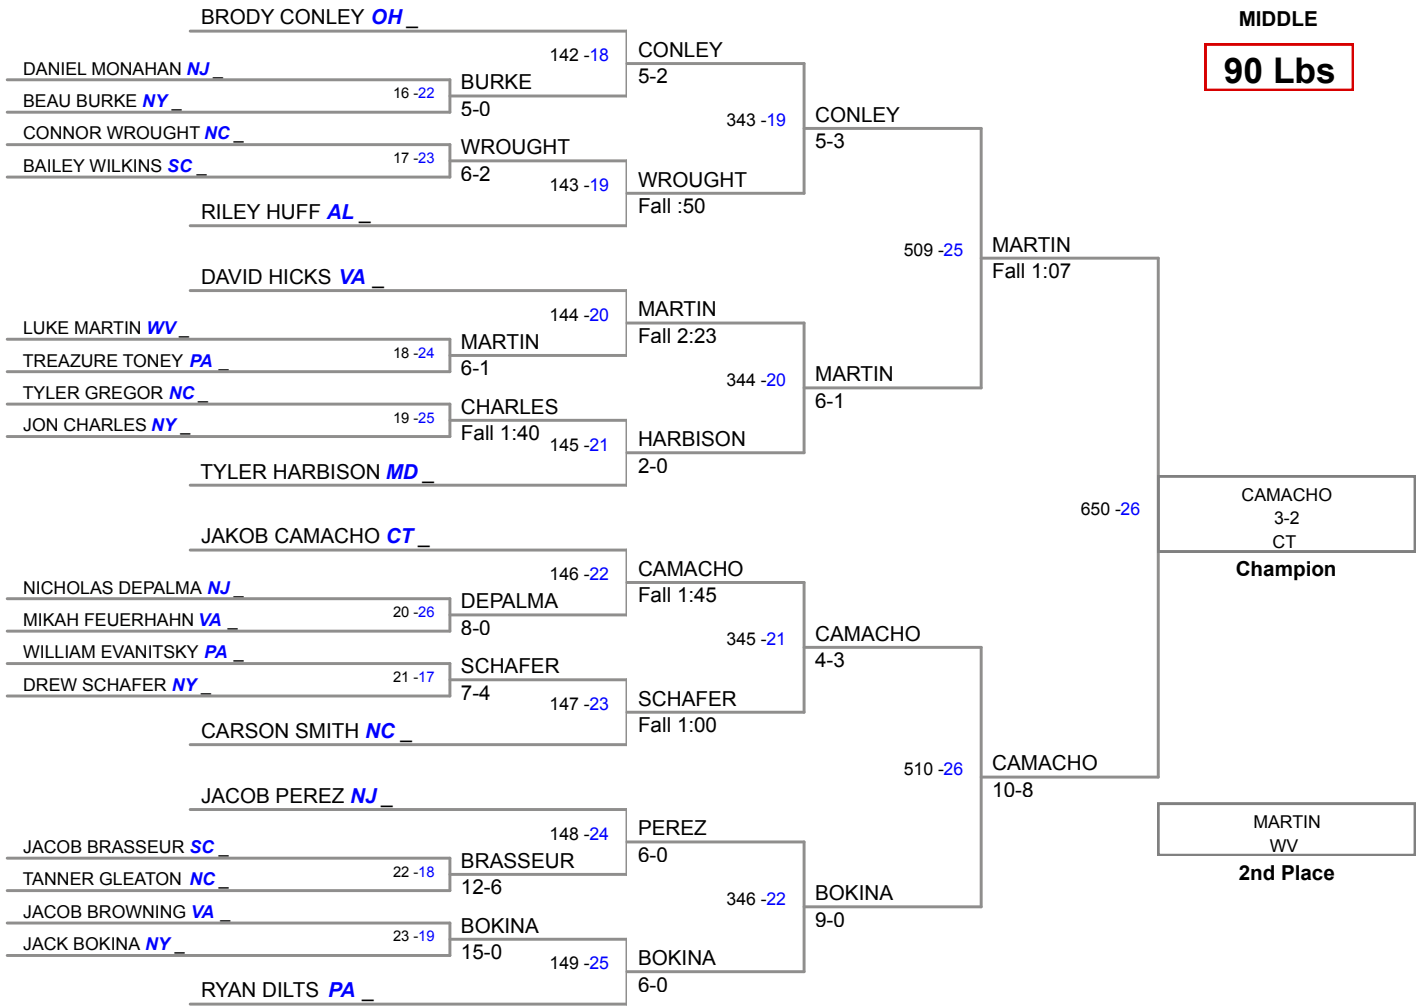 BRODY CONLEY OH _
MIDDLE
90 Lbs
142 -18
CONLEY
5-2
DANIEL MONAHAN NJ _
BEAU BURKE NY _
16 -22
BURKE
5-0
343 -19
CONLEY
5-3
CONNOR WROUGHT NC _
BAILEY WILKINS SC _
17 -23
WROUGHT
6-2
143 -19
WROUGHT
Fall :50
RILEY HUFF AL _
509 -25
MARTIN
Fall 1:07
DAVID HICKS VA _
144 -20
MARTIN
Fall 2:23
LUKE MARTIN WV _
TREAZURE TONEY PA _
18 -24
MARTIN
6-1
344 -20
MARTIN
6-1
TYLER GREGOR NC _
JON CHARLES NY _
19 -25
CHARLES
Fall 1:40
145 -21
HARBISON
2-0
TYLER HARBISON MD _
650 -26
CAMACHO
3-2
CT
Champion
JAKOB CAMACHO CT _
146 -22
CAMACHO
Fall 1:45
NICHOLAS DEPALMA NJ _
MIKAH FEUERHAHN VA _
20 -26
DEPALMA
8-0
345 -21
CAMACHO
4-3
WILLIAM EVANITSKY PA _
DREW SCHAFER NY _
21 -17
SCHAFER
7-4
147 -23
SCHAFER
Fall 1:00
CARSON SMITH NC _
510 -26
CAMACHO
10-8
JACOB PEREZ NJ _
148 -24
PEREZ
6-0
MARTIN
WV
2nd Place
JACOB BRASSEUR SC _
TANNER GLEATON NC _
22 -18
BRASSEUR
12-6
346 -22
BOKINA
9-0
JACOB BROWNING VA _
JACK BOKINA NY _
23 -19
BOKINA
15-0
149 -25
BOKINA
6-0
RYAN DILTS PA _